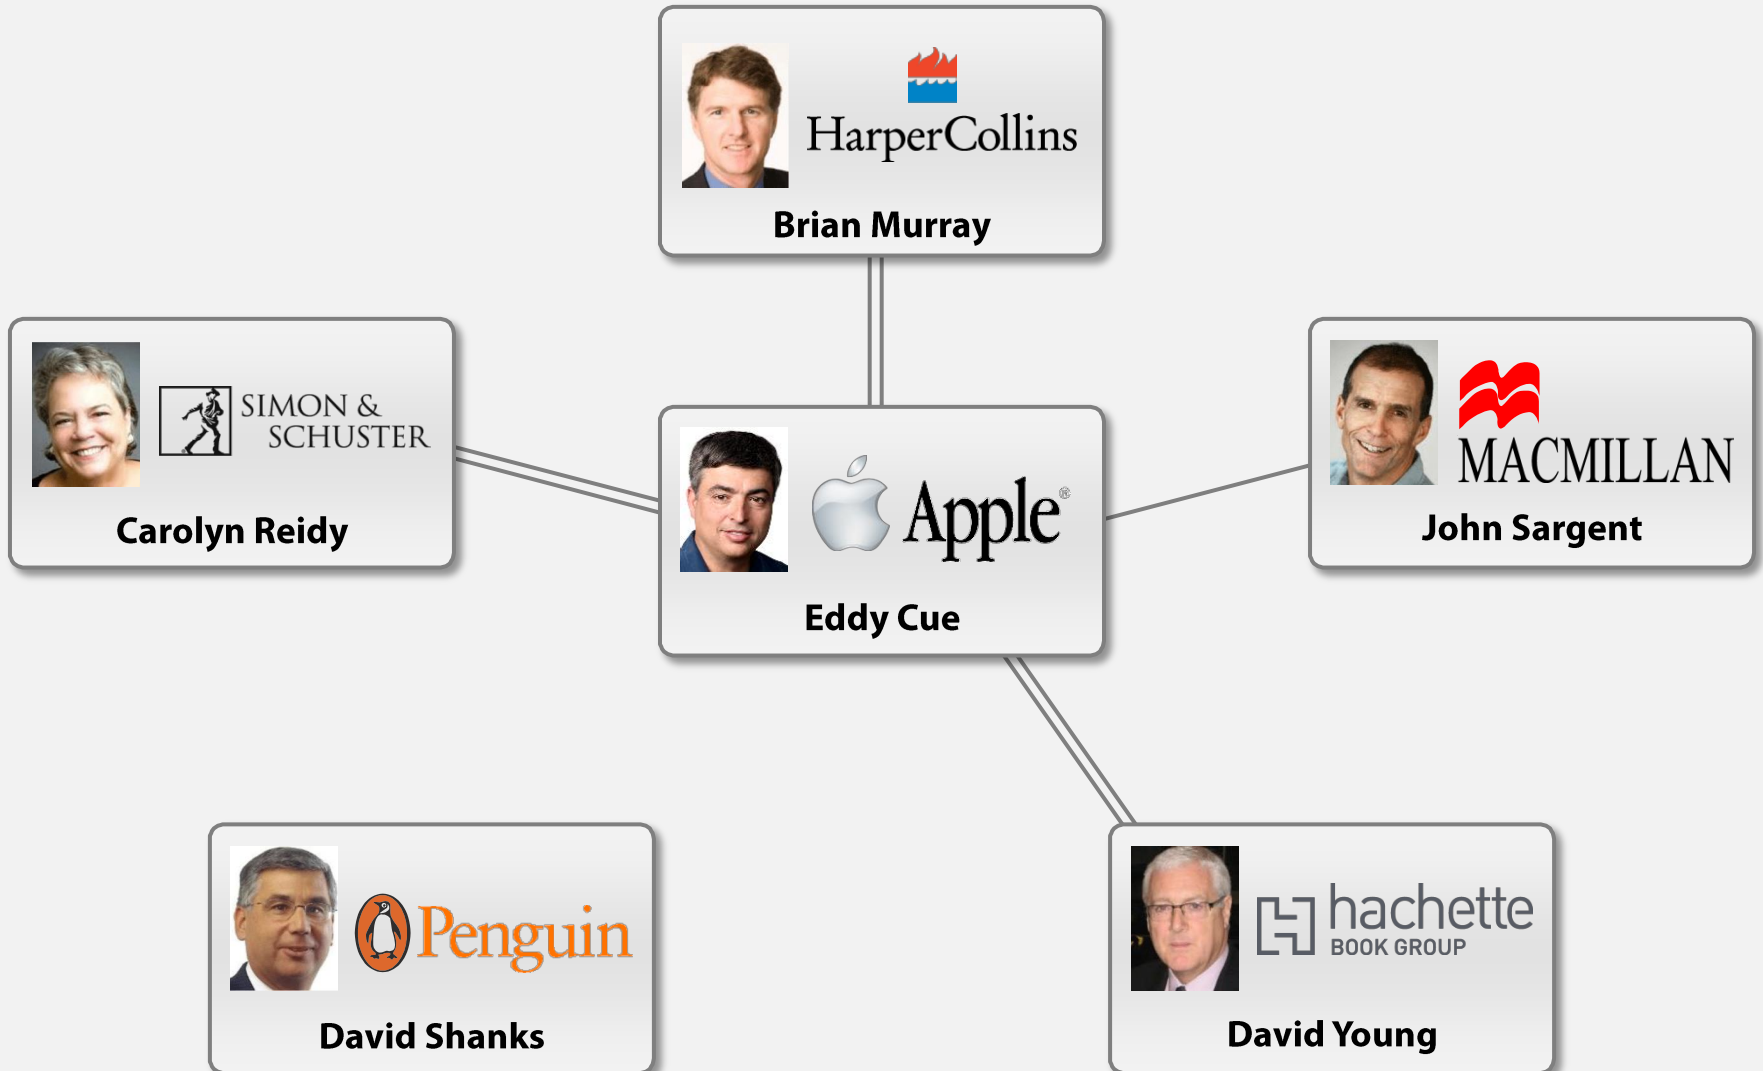 HarperCollins
Brian Murray
SIMON &
SCHUSTER
Carolyn Reidy
Apple®
Eddy Cue
MACMILLAN
John Sargent
Penguin
David Shanks
hachette
BOOK GROUP
David Young